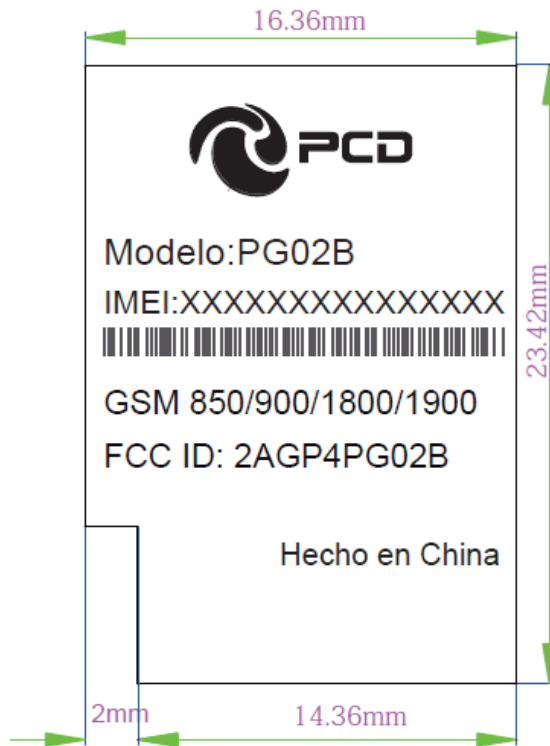 16.36mm
PCD
Modelo:PG02B
IMEI:XXXXXXXXXXXXXXX
23.42mm
GSM 850/900/1800/1900
FCC ID: 2AGP4PG02B
Hecho en China
2mm
14.36mm